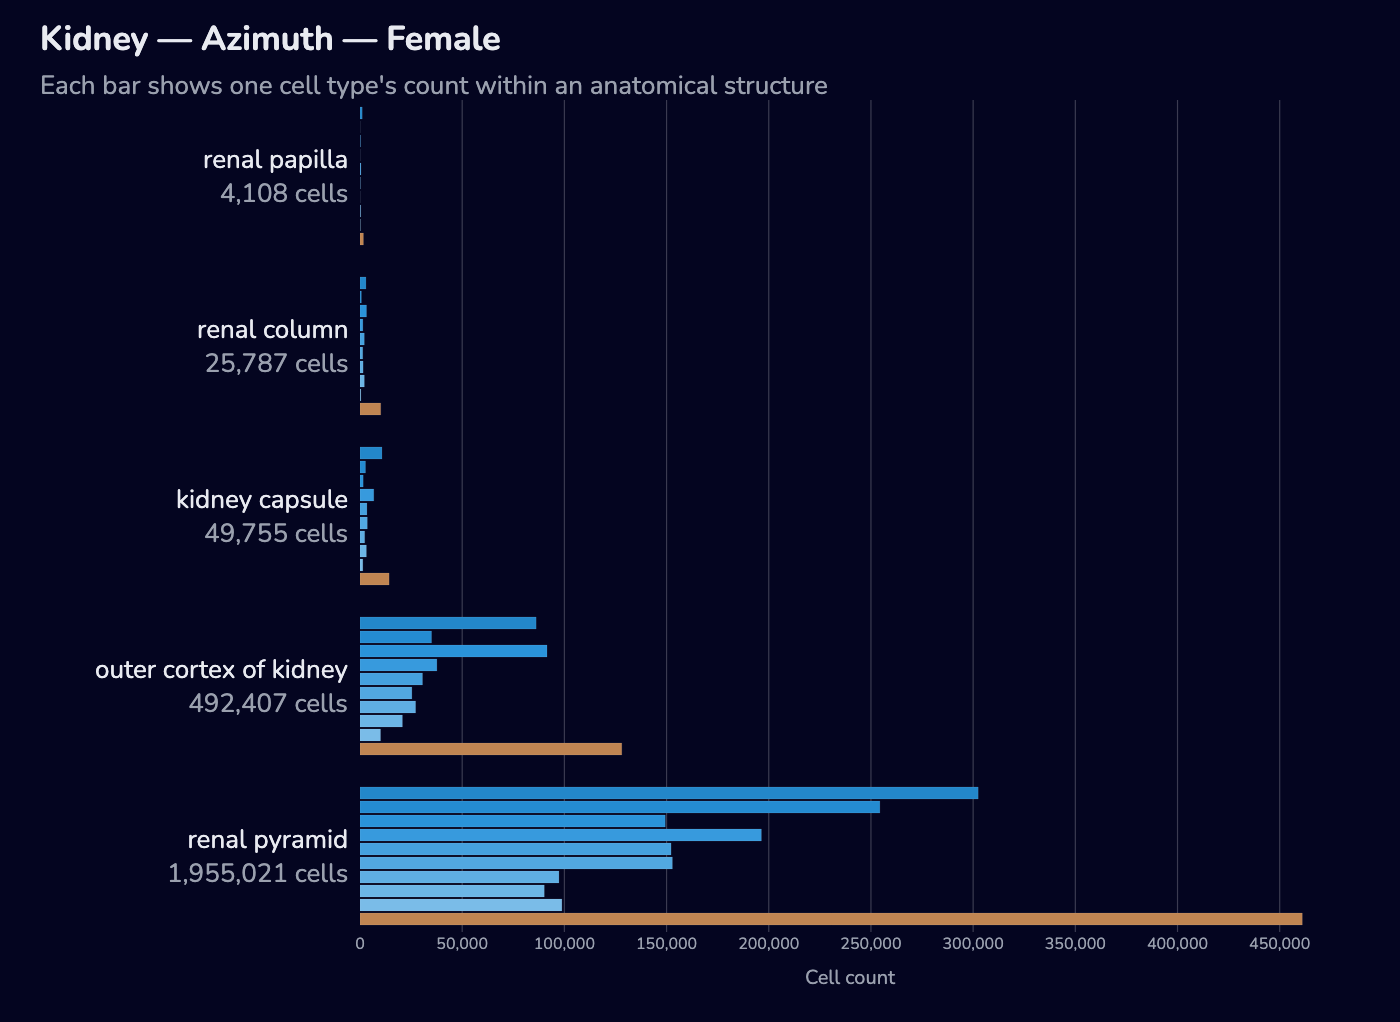 Kidney — Azimuth — Female
Each bar shows one cell type's count within an anatomical structure
renal papilla
4,108 cells
renal column
25,787 cells
kidney capsule
49,755 cells
outer cortex of kidney
492,407 cells
renal pyramid
1,955,021 cells
0 50,000 100,000 150,000 200,000 250,000 300,000 350,000 400,000 450,000
Cell count